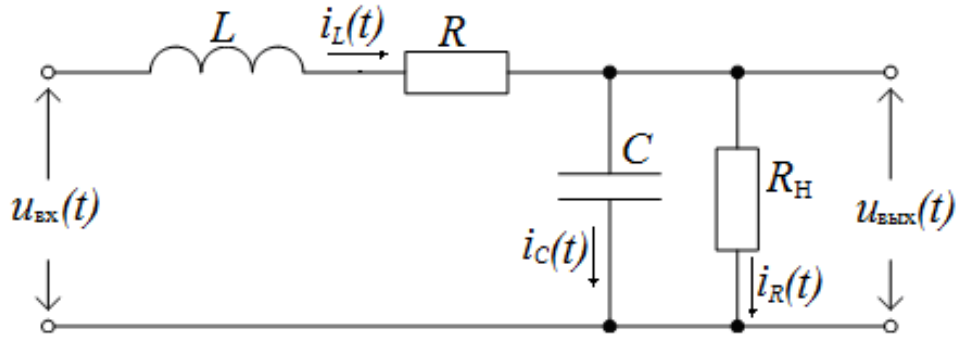 L
i_L(t)
R
C
R_Н
u_вх(t)
u_вых(t)
i_C(t)
i_R(t)